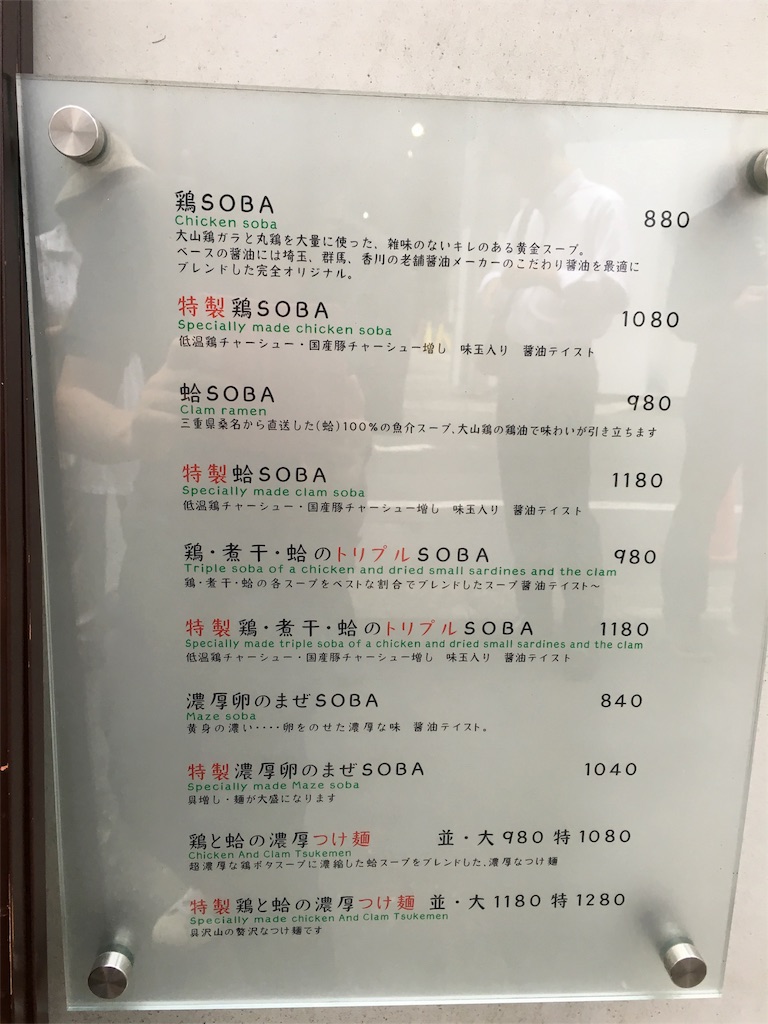 鶏SOBA 880
Chicken soba
大山鶏ガラと丸鶏を大量に使った、雑味のないキレのある黄金スープ。
ベースの醤油には埼玉、群馬、香川の老舗醤油メーカーのこだわり醤油を最適に
ブレンドした完全オリジナル。
特製鶏SOBA 1080
Specially made chicken soba
低温鶏チャーシュー・国産豚チャーシュー増し 味玉入り 醤油テイスト
蛤SOBA 980
Clam ramen
三重県桑名から直送した(蛤)100%の魚介スープ、大山鶏の鶏油で味わいが引き立ちます
特製蛤SOBA 1180
Specially made clam soba
低温鶏チャーシュー・国産豚チャーシュー増し 味玉入り 醤油テイスト
鶏・煮干・蛤のトリプルSOBA 980
Triple soba of a chicken and dried small sardines and the clam
鶏・煮干・蛤の各スープをベストな割合でブレンドしたスープ醤油テイスト〜
特製鶏・煮干・蛤のトリプルSOBA 1180
Specially made triple soba of a chicken and dried small sardines and the clam
低温鶏チャーシュー・国産豚チャーシュー増し 味玉入り 醤油テイスト
濃厚卵のまぜSOBA 840
Maze soba
黄身の濃い・・・・卵をのせた濃厚な味 醤油テイスト。
特製濃厚卵のまぜSOBA 1040
Specially made Maze soba
具増し・麺が大盛になります
鶏と蛤の濃厚つけ麺 並・大980 特1080
Chicken And Clam Tsukemen
超濃厚な鶏ポタスープに濃縮した蛤スープをブレンドした、濃厚なつけ麺
特製鶏と蛤の濃厚つけ麺 並・大1180 特1280
Specially made chicken And Clam Tsukemen
具沢山の贅沢なつけ麺です